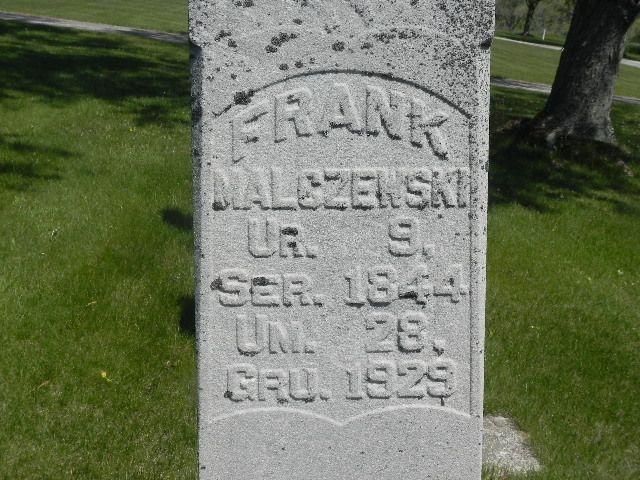 FRANK
MALCZEWSKI
UR. 9.
SER. 1844
UM. 28.
GRU. 1929